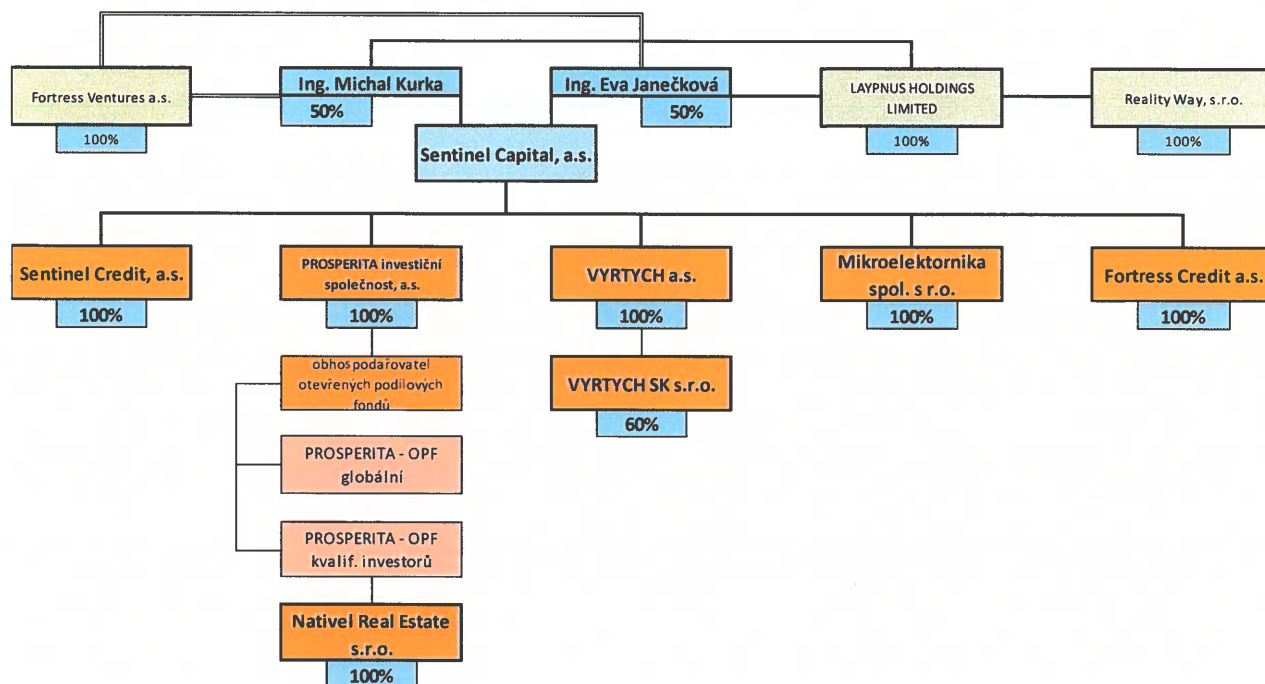 Fortress Ventures a.s.
100%
Ing. Michal Kurka
50%
Ing. Eva Janečková
50%
LAYPNUS HOLDINGS
LIMITED
100%
Reality Way, s.r.o.
100%
Sentinel Capital, a.s.
Sentinel Credit, a.s.
100%
PROSPERITA investiční
společnost, a.s.
100%
VYRTYCH a.s.
100%
Mikroelektornika
spol. s r.o.
100%
Fortress Credit a.s.
100%
obhospodařovatel
otevřených podílových
fondů
VYRTYCH SK s.r.o.
60%
PROSPERITA - OPF
globální
PROSPERITA - OPF
kvalif. investorů
Nativel Real Estate
s.r.o.
100%